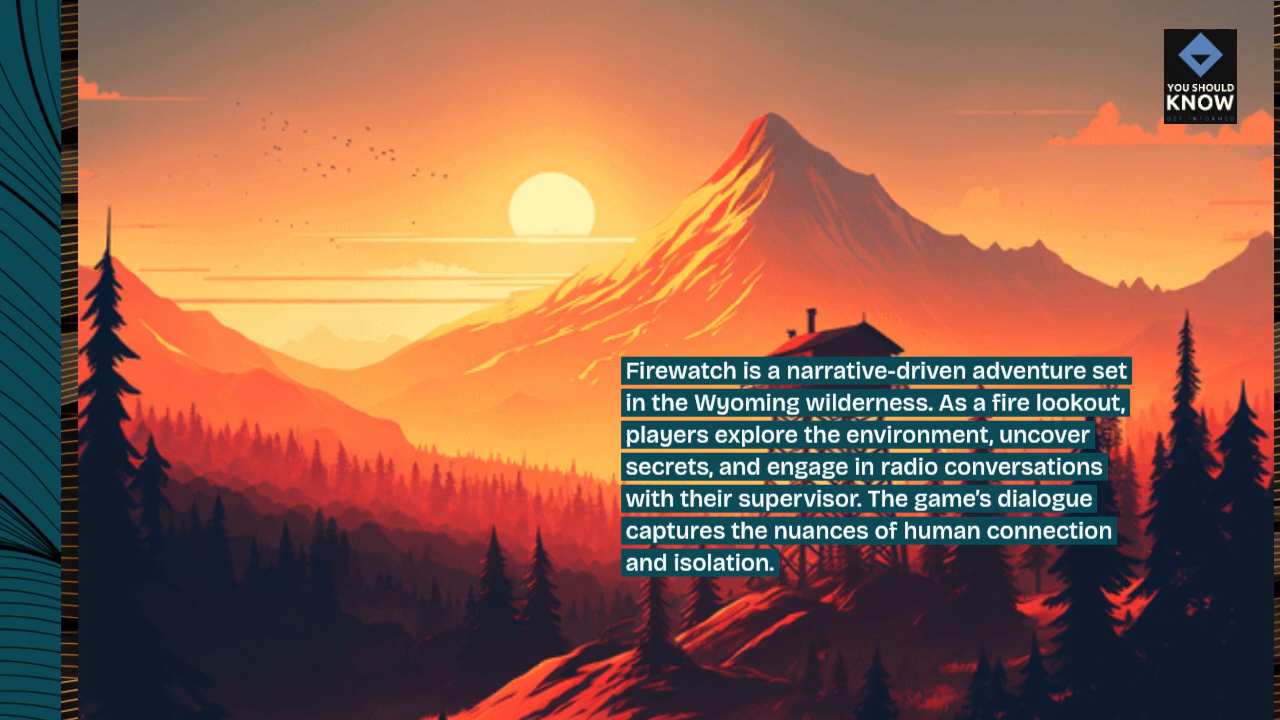 YOU SHOULD
KNOW
GET INFORMED
Firewatch is a narrative-driven adventure set
in the Wyoming wilderness. As a fire lookout,
players explore the environment, uncover
secrets, and engage in radio conversations
with their supervisor. The game's dialogue
captures the nuances of human connection
and isolation.